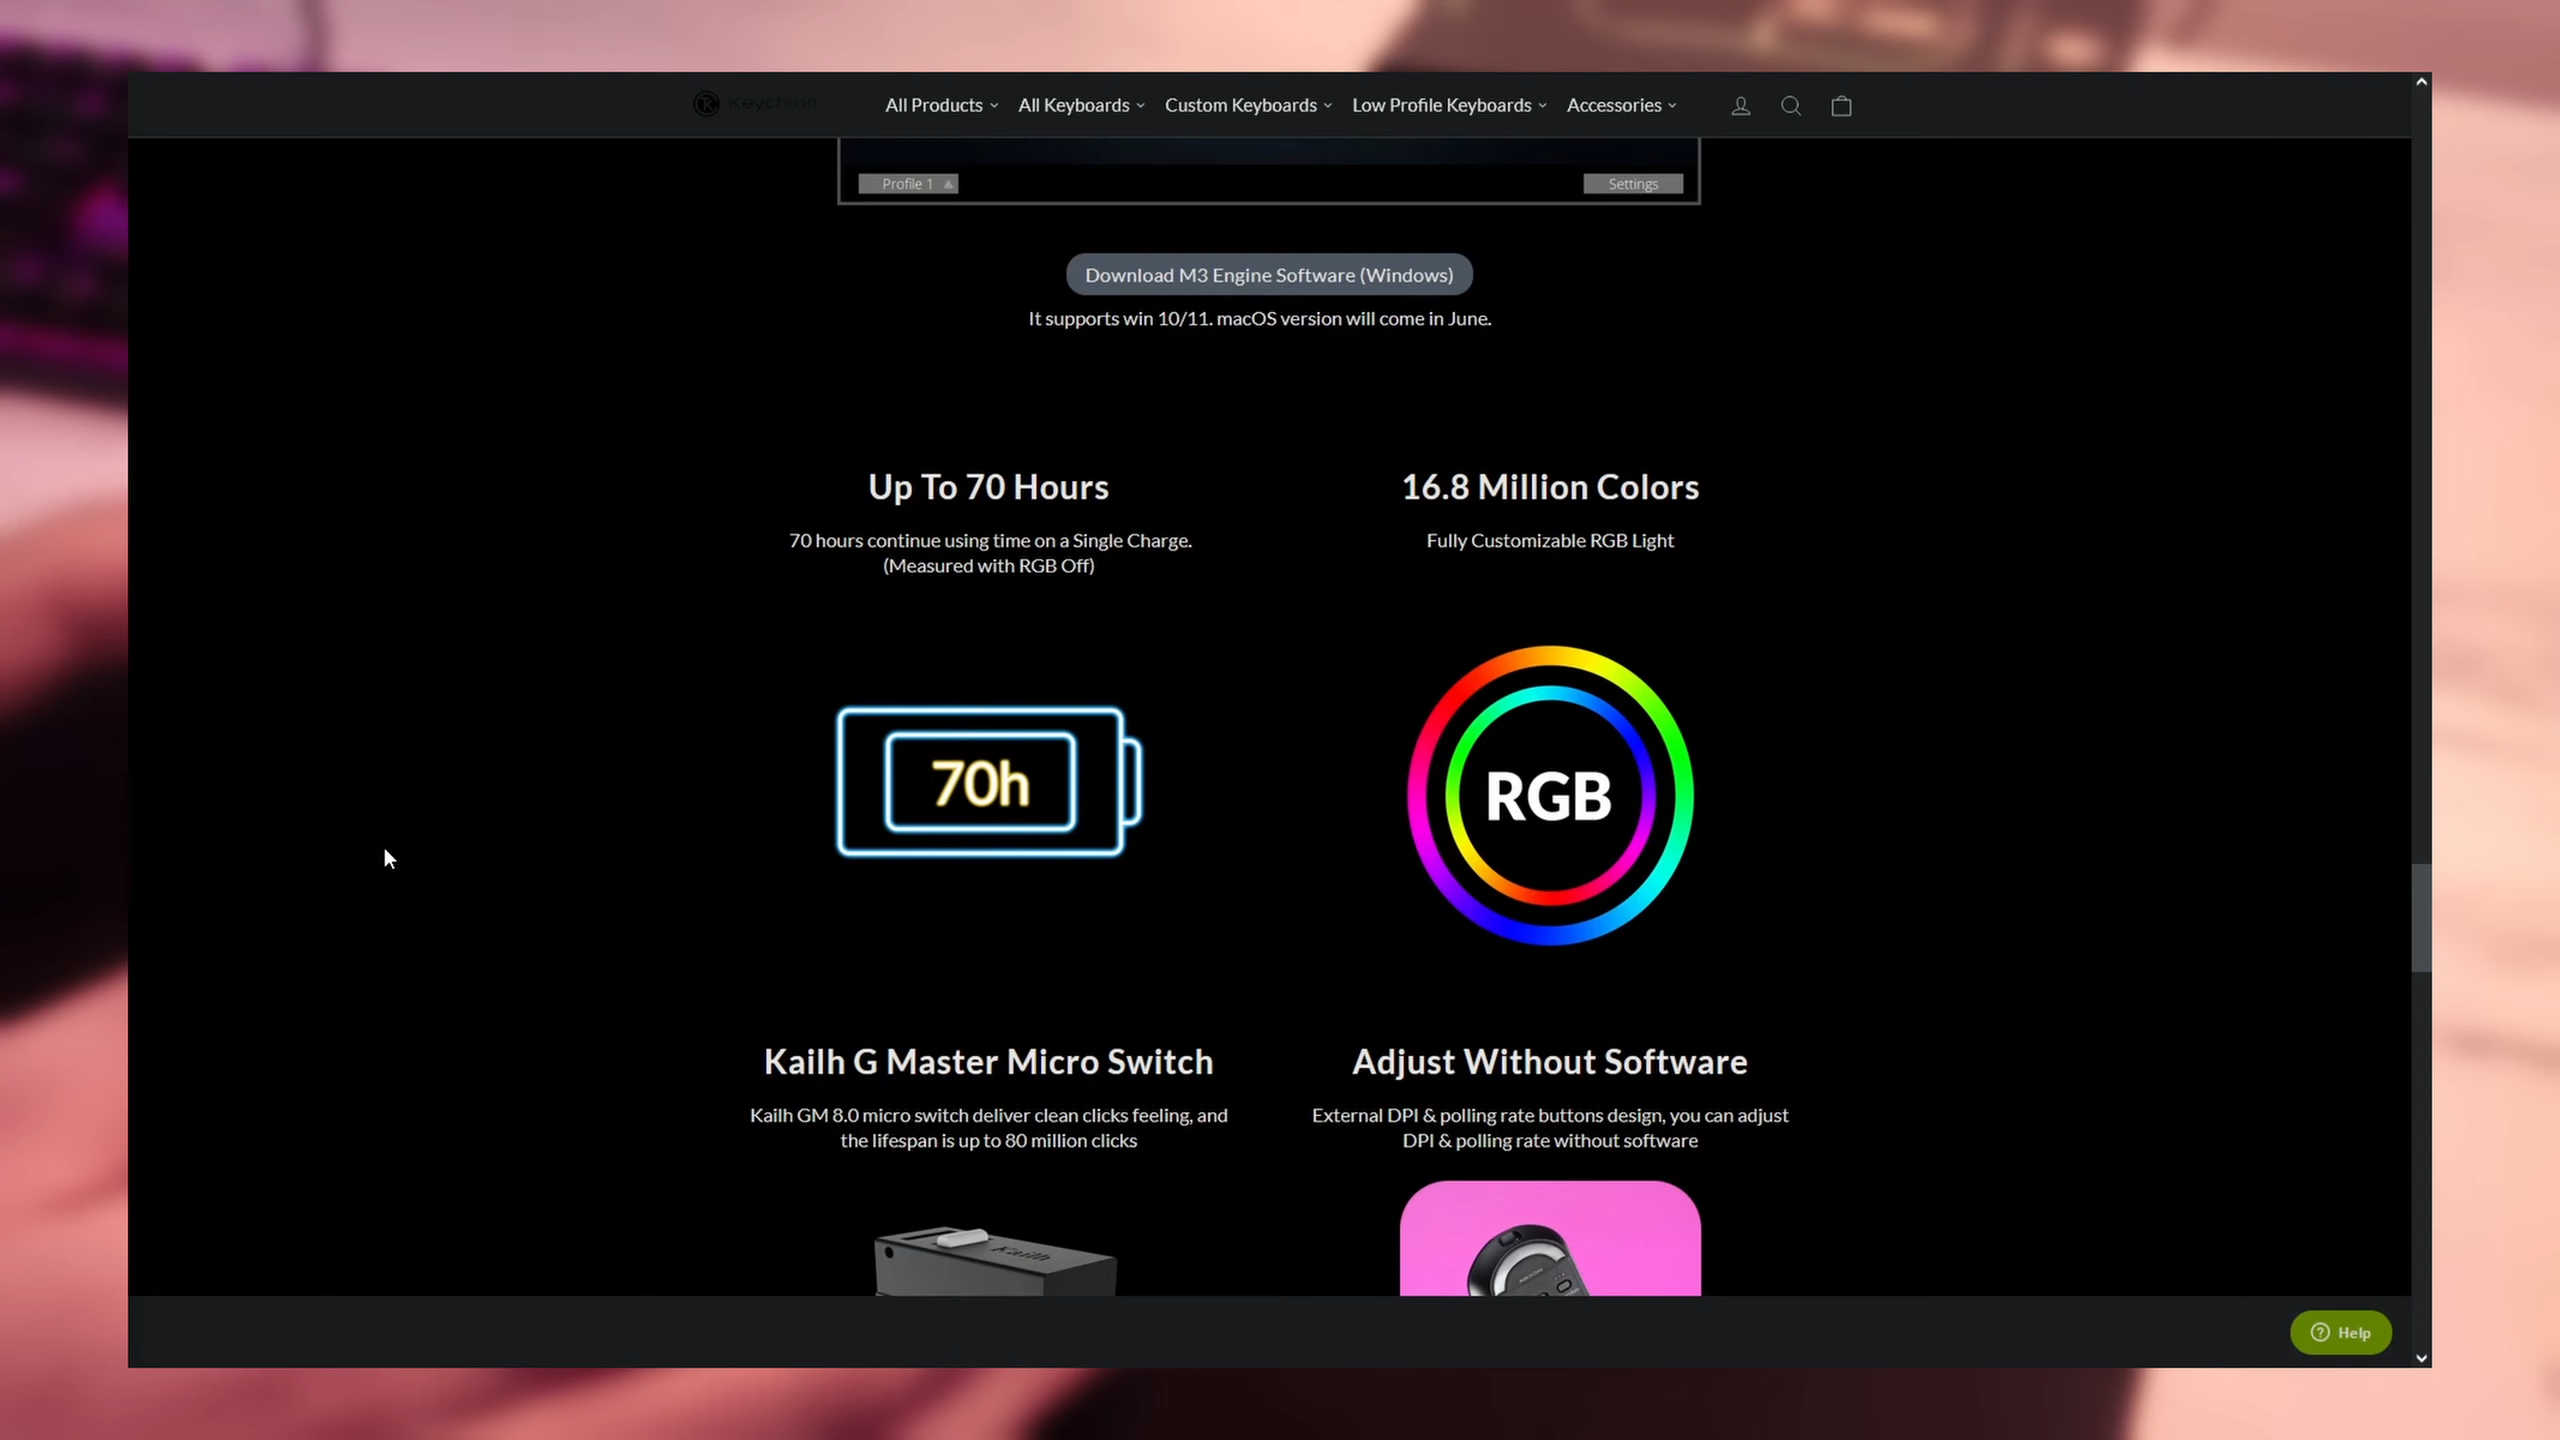 Keychron
All Products
All Keyboards
Custom Keyboards
Low Profile Keyboards
Accessories
Profile 1
Settings
Download M3 Engine Software (Windows)
It supports win 10/11. macOS version will come in June.
Up To 70 Hours
70 hours continue using time on a Single Charge.
(Measured with RGB Off)
16.8 Million Colors
Fully Customizable RGB Light
70h
RGB
Kailh G Master Micro Switch
Kailh GM 8.0 micro switch deliver clean clicks feeling, and
the lifespan is up to 80 million clicks
Adjust Without Software
External DPI & polling rate buttons design, you can adjust
DPI & polling rate without software
Kailh
Help